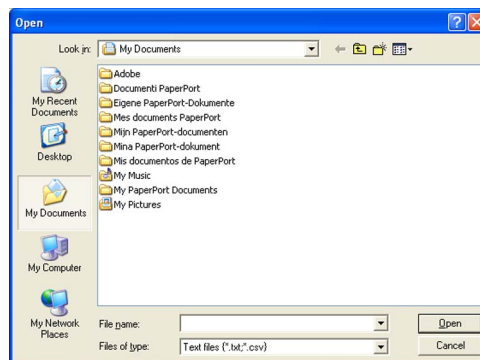 Open
Look in: My Documents
My Recent Documents
Desktop
My Documents
My Computer
My Network Places
Adobe
Documenti PaperPort
Eigene PaperPort-Dokumente
Mes documents PaperPort
Mijn PaperPort-documenten
Mina PaperPort-dokument
Mis documentos de PaperPort
My Music
My PaperPort Documents
My Pictures
File name:
Open
Files of type: Text files {*.txt;*.csv}
Cancel